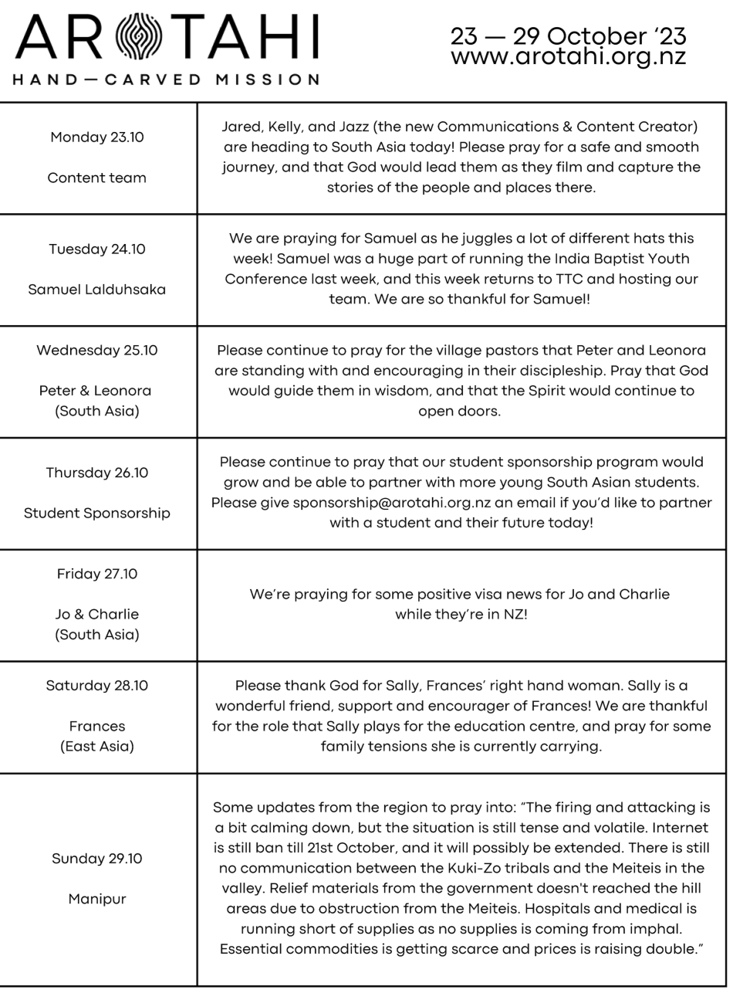 AROTAHI
HAND—CARVED MISSION
23 — 29 October ‘23
www.arotahi.org.nz
Monday 23.10
Content team
Jared, Kelly, and Jazz (the new Communications & Content Creator)
are heading to South Asia today! Please pray for a safe and smooth
journey, and that God would lead them as they film and capture the
stories of the people and places there.
Tuesday 24.10
Samuel Lalduhsaka
We are praying for Samuel as he juggles a lot of different hats this
week! Samuel was a huge part of running the India Baptist Youth
Conference last week, and this week returns to TTC and hosting our
team. We are so thankful for Samuel!
Wednesday 25.10
Peter & Leonora
(South Asia)
Please continue to pray for the village pastors that Peter and Leonora
are standing with and encouraging in their discipleship. Pray that God
would guide them in wisdom, and that the Spirit would continue to
open doors.
Thursday 26.10
Student Sponsorship
Please continue to pray that our student sponsorship program would
grow and be able to partner with more young South Asian students.
Please give sponsorship@arotahi.org.nz an email if you’d like to partner
with a student and their future today!
Friday 27.10
Jo & Charlie
(South Asia)
We’re praying for some positive visa news for Jo and Charlie
while they’re in NZ!
Saturday 28.10
Frances
(East Asia)
Please thank God for Sally, Frances’ right hand woman. Sally is a
wonderful friend, support and encourager of Frances! We are thankful
for the role that Sally plays for the education centre, and pray for some
family tensions she is currently carrying.
Sunday 29.10
Manipur
Some updates from the region to pray into: “The firing and attacking is
a bit calming down, but the situation is still tense and volatile. Internet
is still ban till 21st October, and it will possibly be extended. There is still
no communication between the Kuki-Zo tribals and the Meiteis in the
valley. Relief materials from the government doesn't reached the hill
areas due to obstruction from the Meiteis. Hospitals and medical is
running short of supplies as no supplies is coming from imphal.
Essential commodities is getting scarce and prices is raising double.”